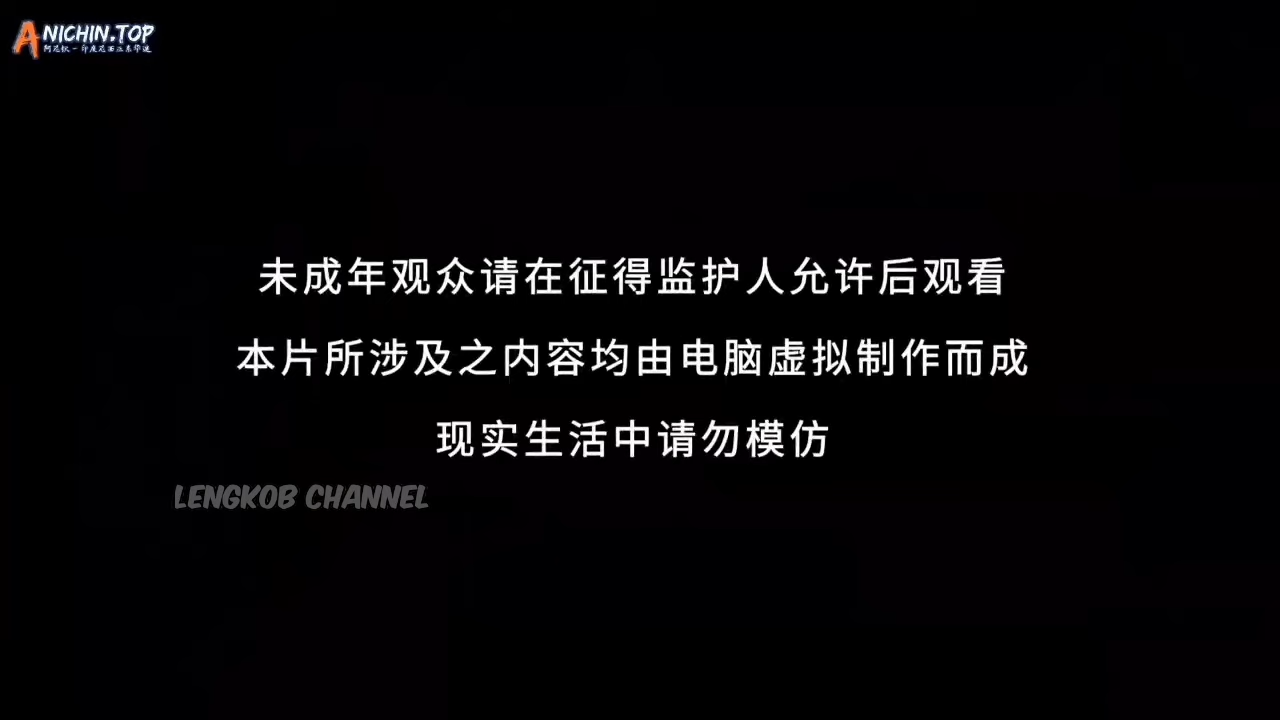 ANICHIN.TOP
未成年观众请在征得监护人允许后观看
本片所涉及之内容均由电脑虚拟制作而成
现实生活中请勿模仿
LENGKOB CHANNEL